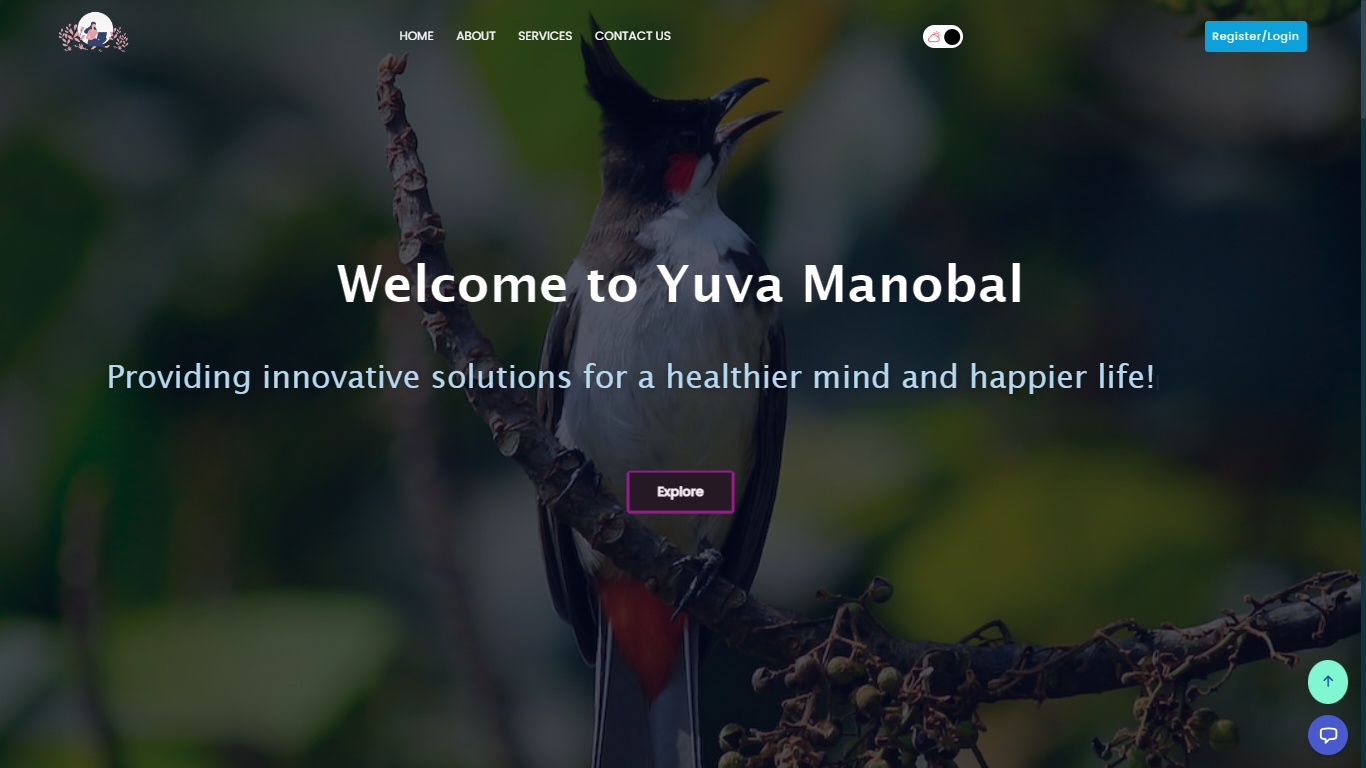 HOME ABOUT SERVICES CONTACT US Register/Login
Welcome to Yuva Manobal
Providing innovative solutions for a healthier mind and happier life!
Explore